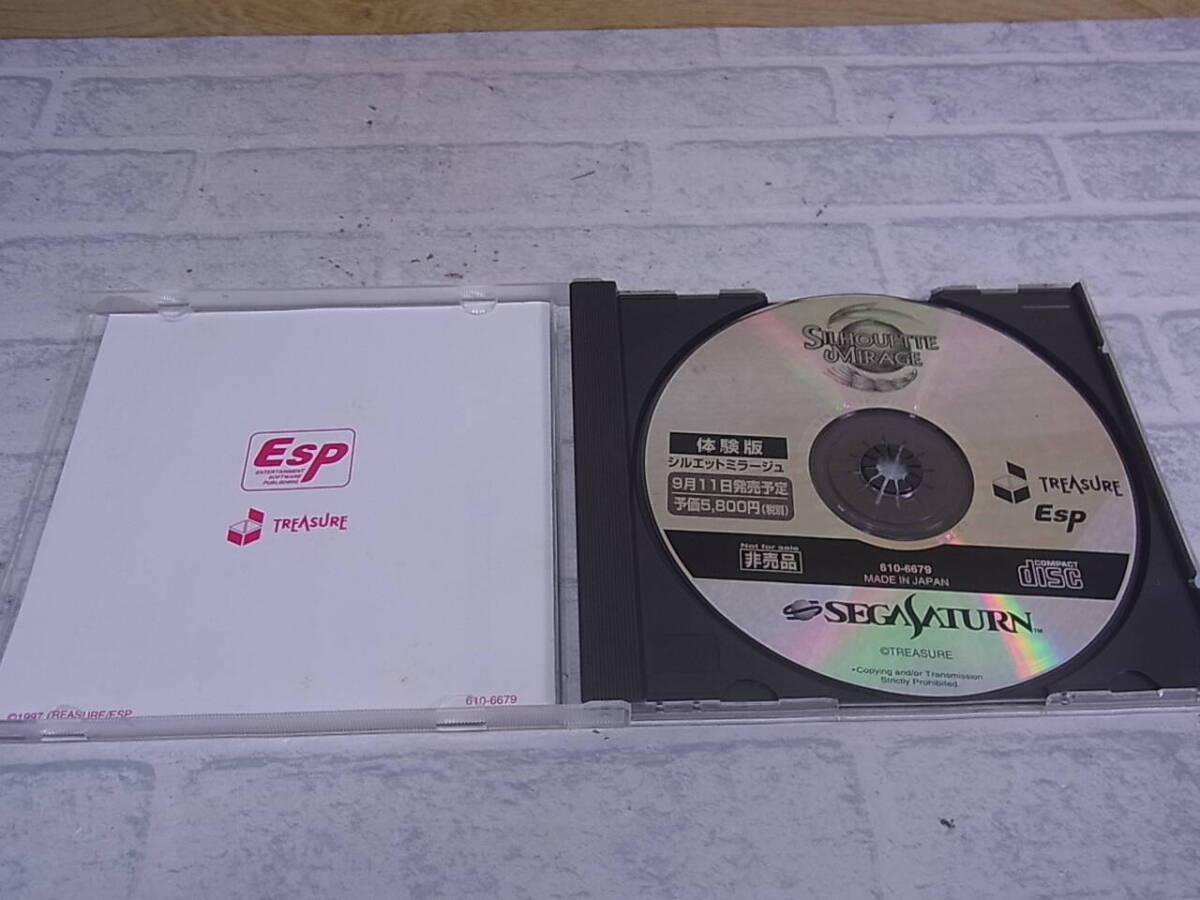 Esp
ENTERTAINMENT
SOFTWARE
PUBLISHING
TREASURE
©1997 TREASURE/ESP
610-6679
SILHOUETTE
MIRAGE
体験版
シルエットミラージュ
9月11日発売予定
予価5,800円(税別)
TREASURE
Esp
Not for sale
非売品
610-6679
MADE IN JAPAN
COMPACT
disc
SEGA SATURN™
©TREASURE
•Copying and/or Transmission
Strictly Prohibited.